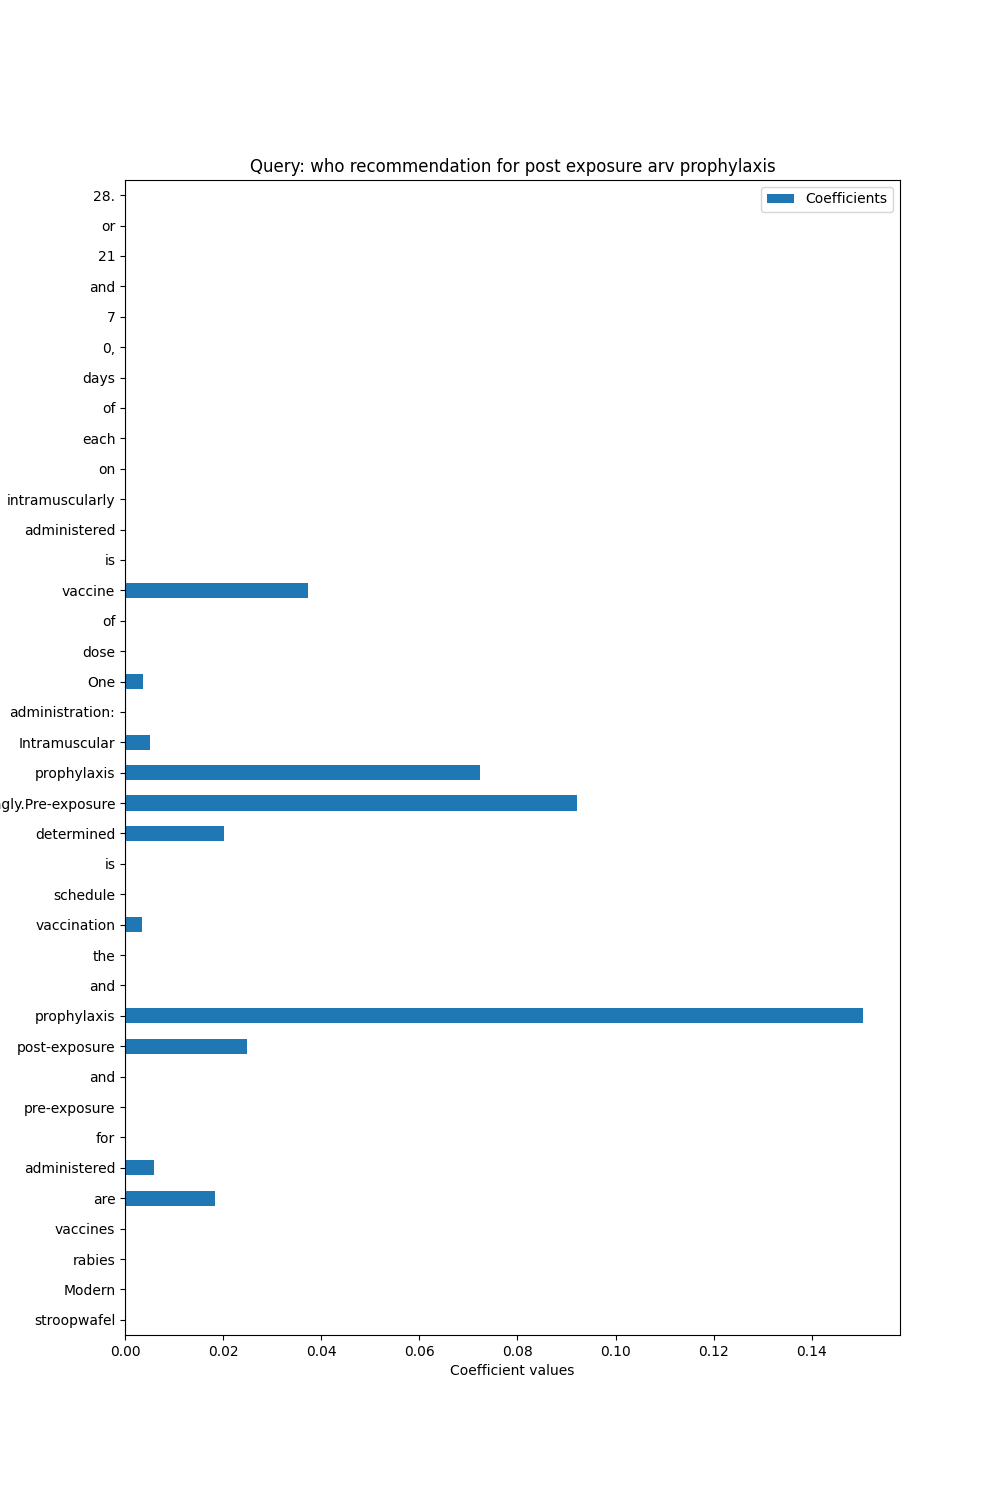 Query: who recommendation for post exposure arv prophylaxis
Coefficients
28.
or
21
and
7
0,
days
of
each
on
intramuscularly
administered
is
vaccine
of
dose
One
administration:
Intramuscular
prophylaxis
gly.Pre-exposure
determined
is
schedule
vaccination
the
and
prophylaxis
post-exposure
and
pre-exposure
for
administered
are
vaccines
rabies
Modern
stroopwafel
0.00 0.02 0.04 0.06 0.08 0.10 0.12 0.14
Coefficient values